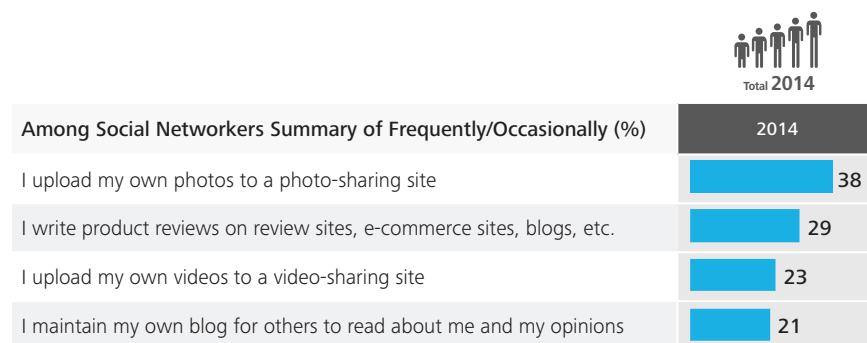 Total 2014
Among Social Networkers Summary of Frequently/Occasionally (%) 2014
I upload my own photos to a photo-sharing site 38
I write product reviews on review sites, e-commerce sites, blogs, etc. 29
I upload my own videos to a video-sharing site 23
I maintain my own blog for others to read about me and my opinions 21